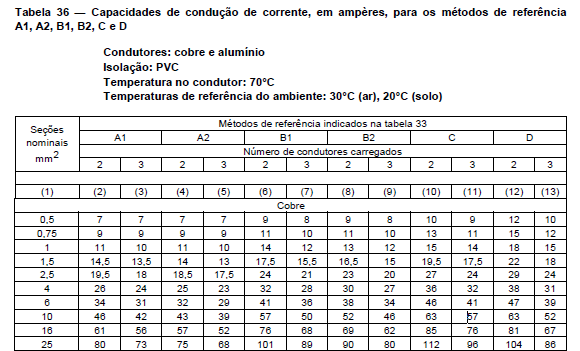 Tabela 36 — Capacidades de condução de corrente, em ampères, para os métodos de referência
A1, A2, B1, B2, C e D
Condutores: cobre e alumínio
Isolação: PVC
Temperatura no condutor: 70°C
Temperaturas de referência do ambiente: 30°C (ar), 20°C (solo)
Seções nominais mm2
Métodos de referência indicados na tabela 33
A1 A2 B1 B2 C D
Número de condutores carregados
2 3 2 3 2 3 2 3 2 3 2 3
(1) (2) (3) (4) (5) (6) (7) (8) (9) (10) (11) (12) (13)
Cobre
0,5 7 7 7 7 9 8 9 8 10 9 12 10
0,75 9 9 9 9 11 10 11 10 13 11 15 12
1 11 10 11 10 14 12 13 12 15 14 18 15
1,5 14,5 13,5 14 13 17,5 15,5 16,5 15 19,5 17,5 22 18
2,5 19,5 18 18,5 17,5 24 21 23 20 27 24 29 24
4 26 24 25 23 32 28 30 27 36 32 38 31
6 34 31 32 29 41 36 38 34 46 41 47 39
10 46 42 43 39 57 50 52 46 63 57 63 52
16 61 56 57 52 76 68 69 62 85 76 81 67
25 80 73 75 68 101 89 90 80 112 96 104 86